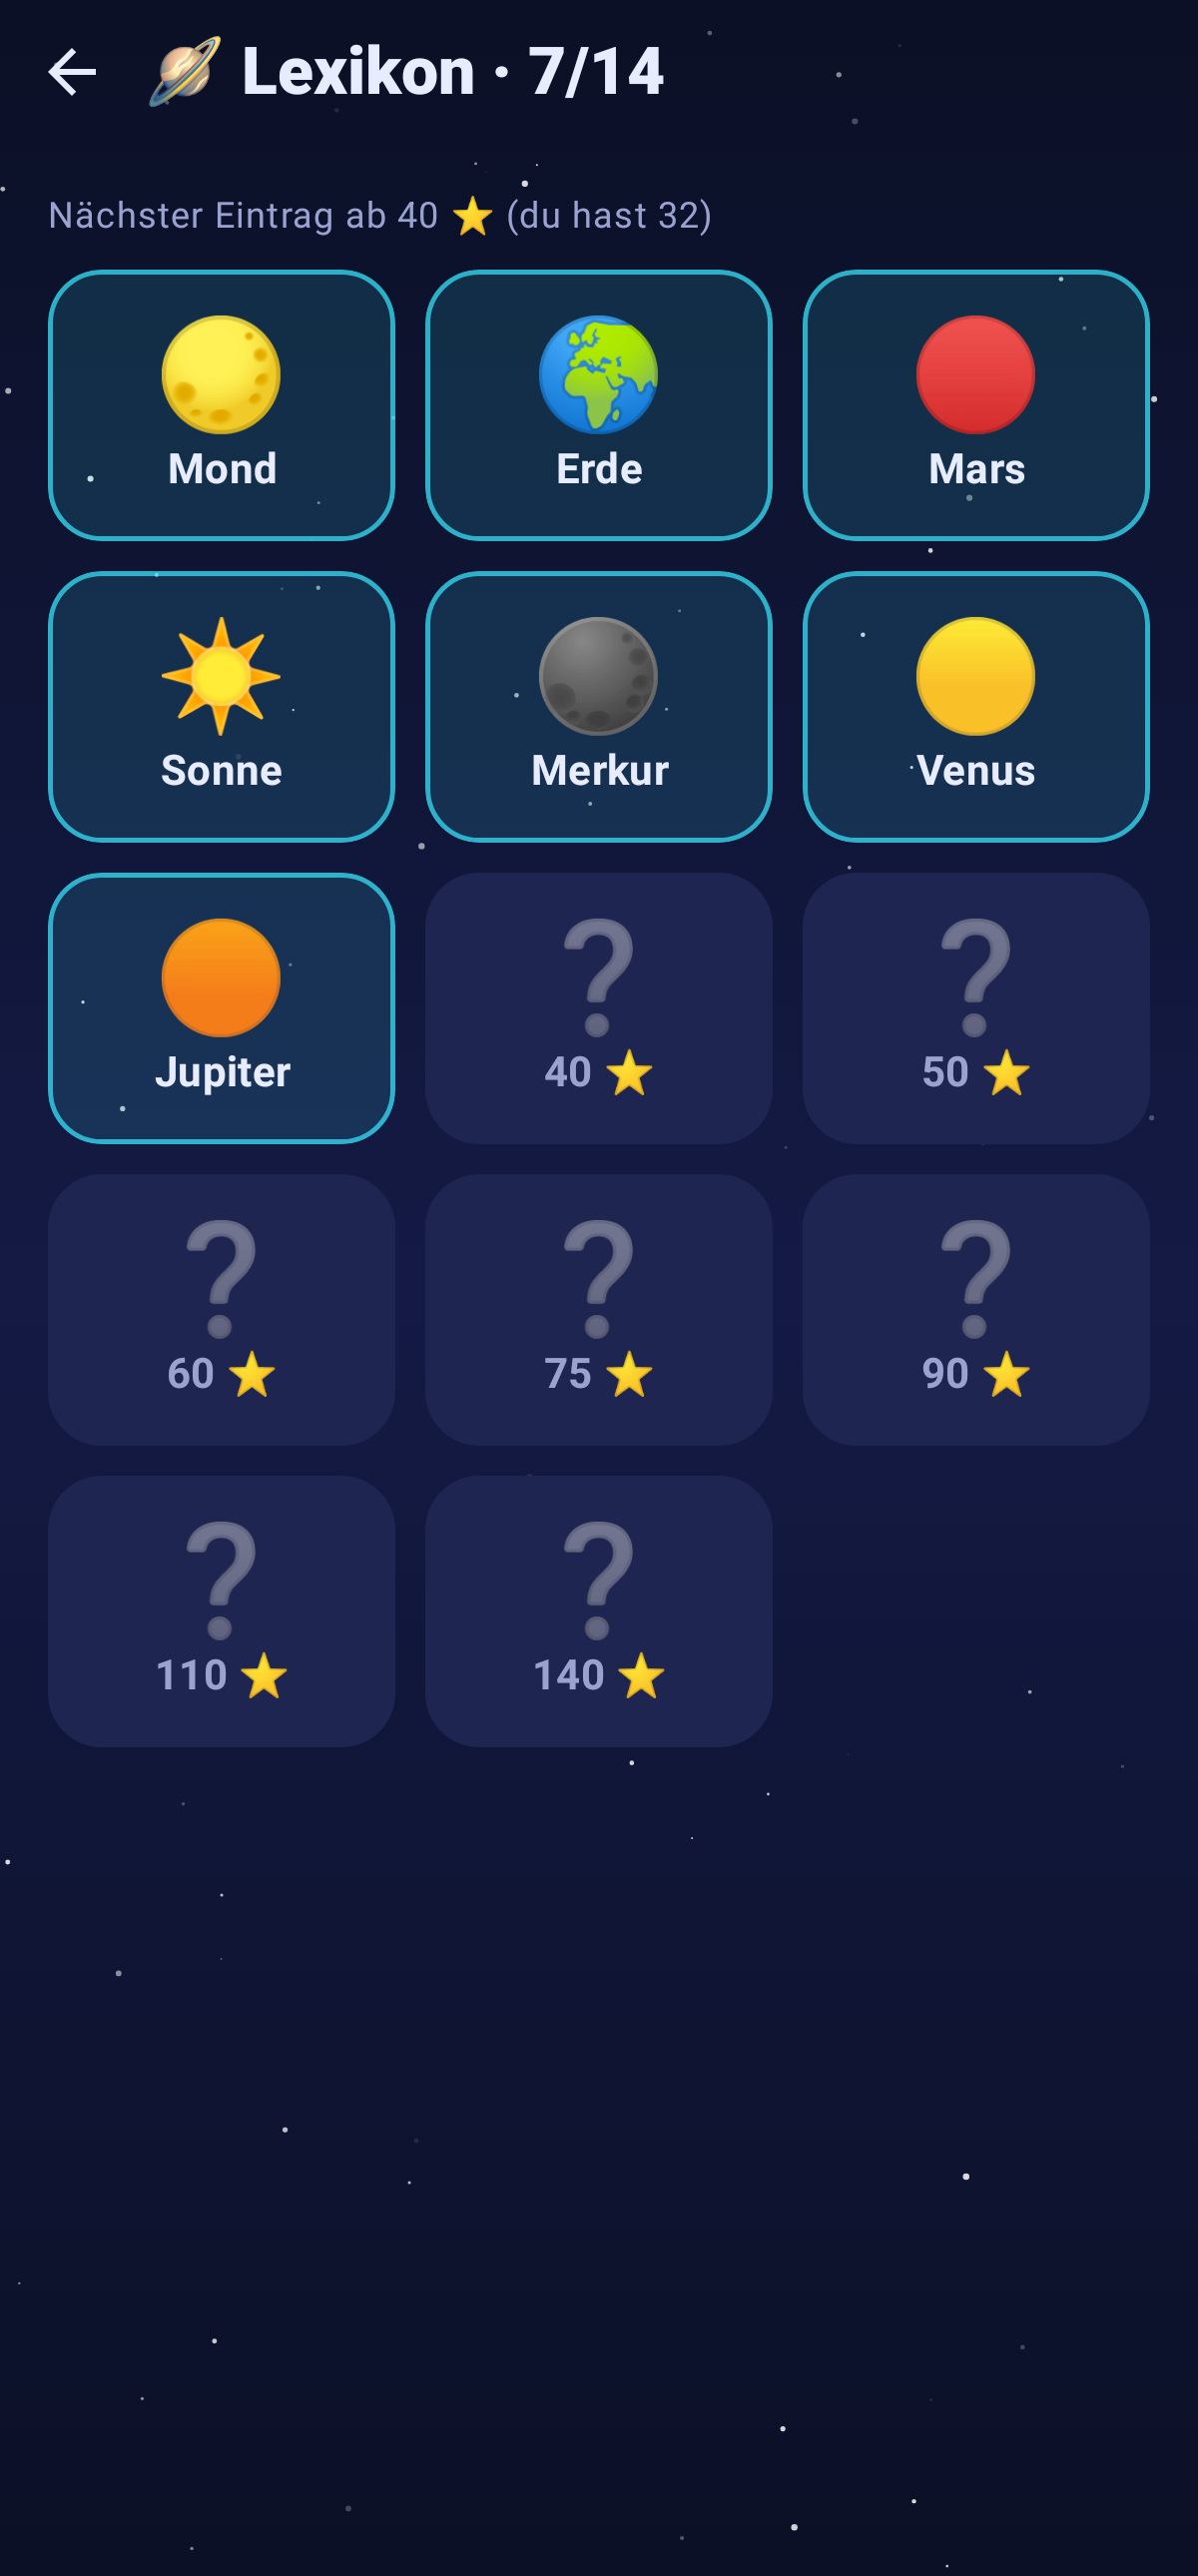 Lexikon · 7/14
Nächster Eintrag ab 40 ⭐ (du hast 32)
Mond
Erde
Mars
Sonne
Merkur
Venus
Jupiter
?
40 ⭐
?
50 ⭐
?
60 ⭐
?
75 ⭐
?
90 ⭐
?
110 ⭐
?
140 ⭐